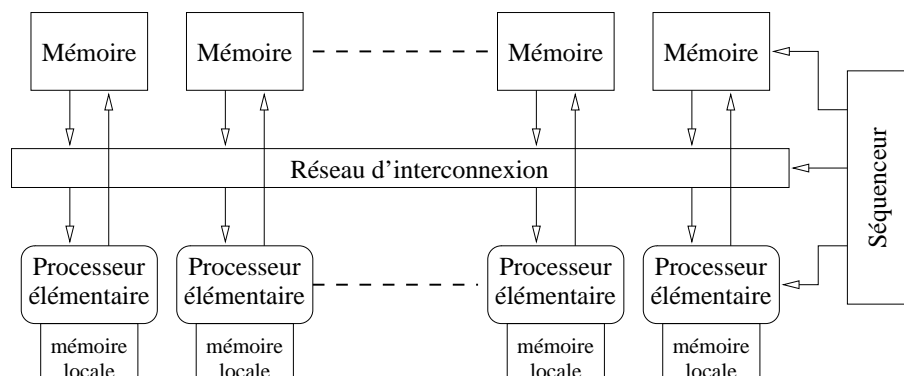 Mémoire Mémoire Mémoire Mémoire
Réseau d'interconnexion
Séquenceur
Processeur Processeur Processeur Processeur
élémentaire élémentaire élémentaire élémentaire
mémoire mémoire mémoire mémoire
locale locale locale locale